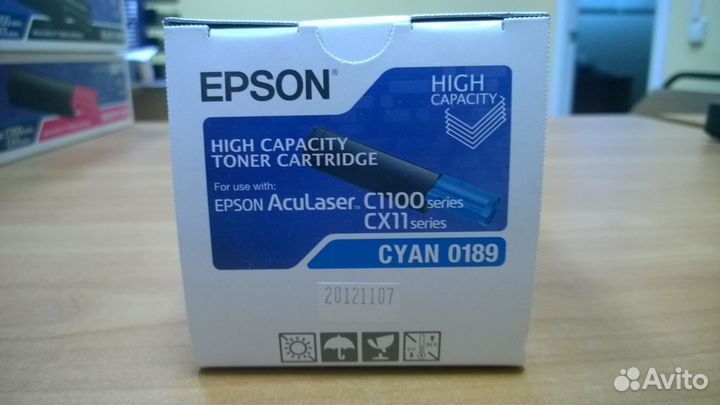 EPSON®
HIGH
CAPACITY
HIGH CAPACITY
TONER CARTRIDGE
For use with:
EPSON AcuLaser™ C1100 series
CX11 series
CYAN 0189
20121107
Avito